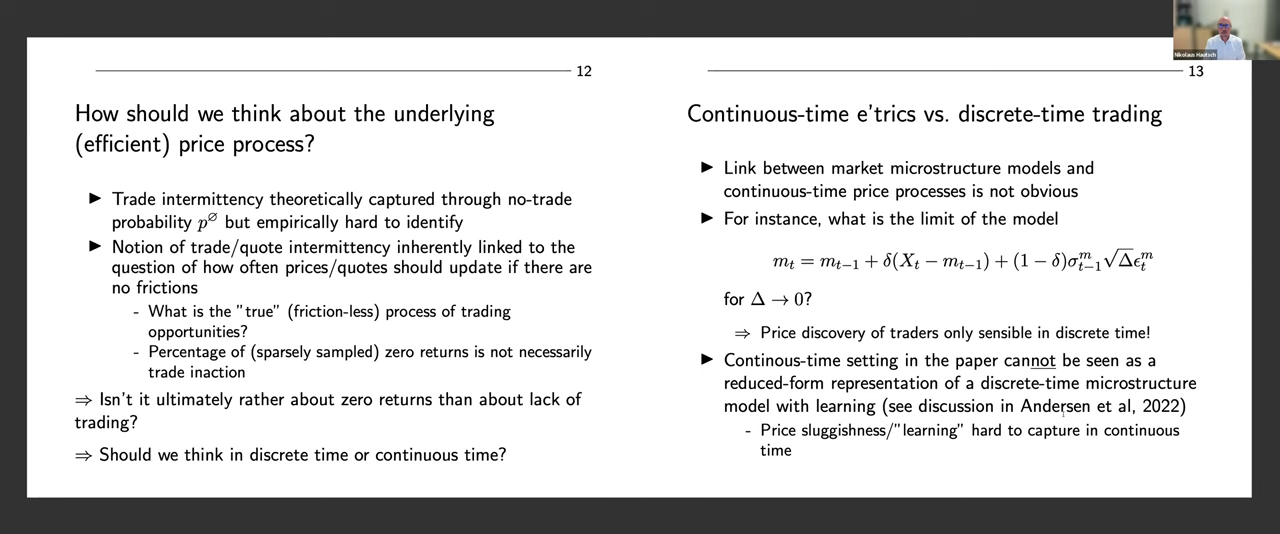 Nikolaus Hautsch
12
How should we think about the underlying
(efficient) price process?
▶ Trade intermittency theoretically captured through no-trade
probability p^∅ but empirically hard to identify
▶ Notion of trade/quote intermittency inherently linked to the
question of how often prices/quotes should update if there are
no frictions
- What is the "true" (friction-less) process of trading
opportunities?
- Percentage of (sparsely sampled) zero returns is not necessarily
trade inaction
⇒ Isn't it ultimately rather about zero returns than about lack of
trading?
⇒ Should we think in discrete time or continuous time?
13
Continuous-time e'trics vs. discrete-time trading
▶ Link between market microstructure models and
continuous-time price processes is not obvious
▶ For instance, what is the limit of the model
m_t = m_{t−1} + δ(X_t − m_{t−1}) + (1 − δ)σ^m_{t−1}√Δϵ^m_t
for Δ → 0?
⇒ Price discovery of traders only sensible in discrete time!
▶ Continous-time setting in the paper cannot be seen as a
reduced-form representation of a discrete-time microstructure
model with learning (see discussion in Andersen et al, 2022)
- Price sluggishness/"learning" hard to capture in continuous
time